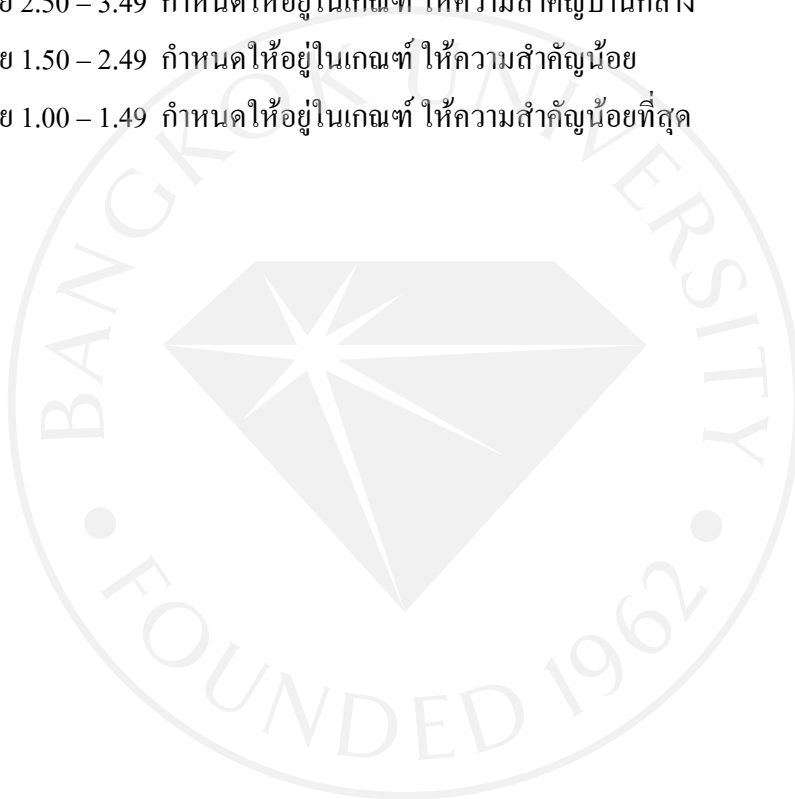 ย 2.50 – 3.49 กำหนดให้อยู่ในเกณฑ์ ให้ความสำคัญปานกลาง
ย 1.50 – 2.49 กำหนดให้อยู่ในเกณฑ์ ให้ความสำคัญน้อย
ย 1.00 – 1.49 กำหนดให้อยู่ในเกณฑ์ ให้ความสำคัญน้อยที่สุด
BANGKOK UNIVERSITY
FOUNDED 1962